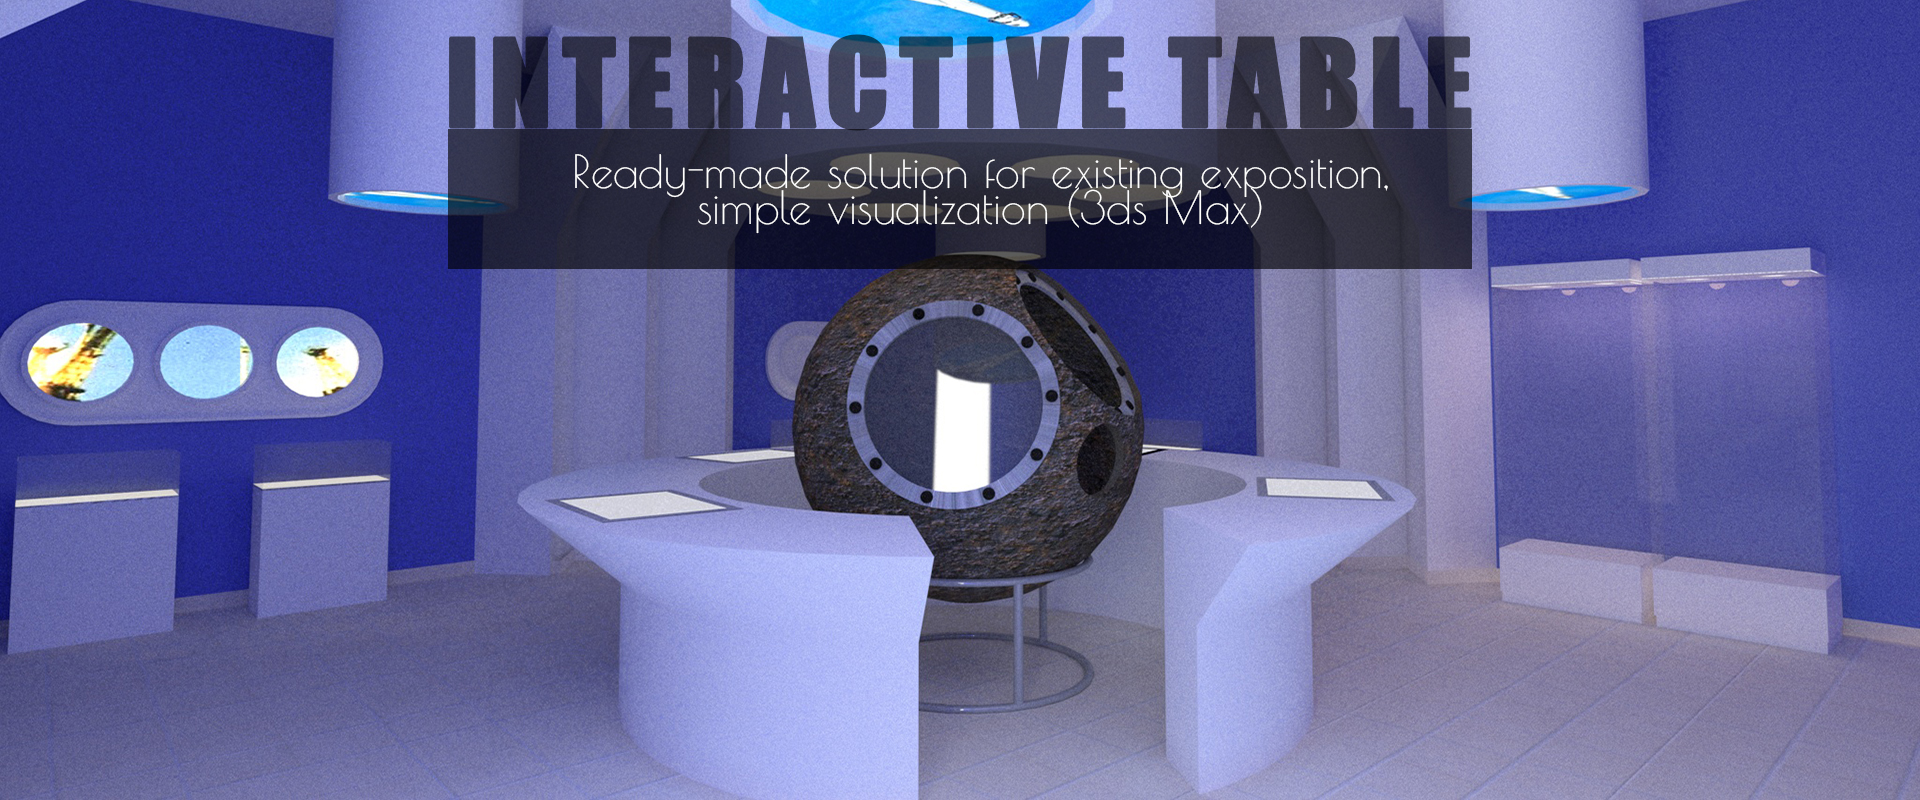 INTERACTIVE TABLE
Ready-made solution for existing exposition,
simple visualization (3ds Max)